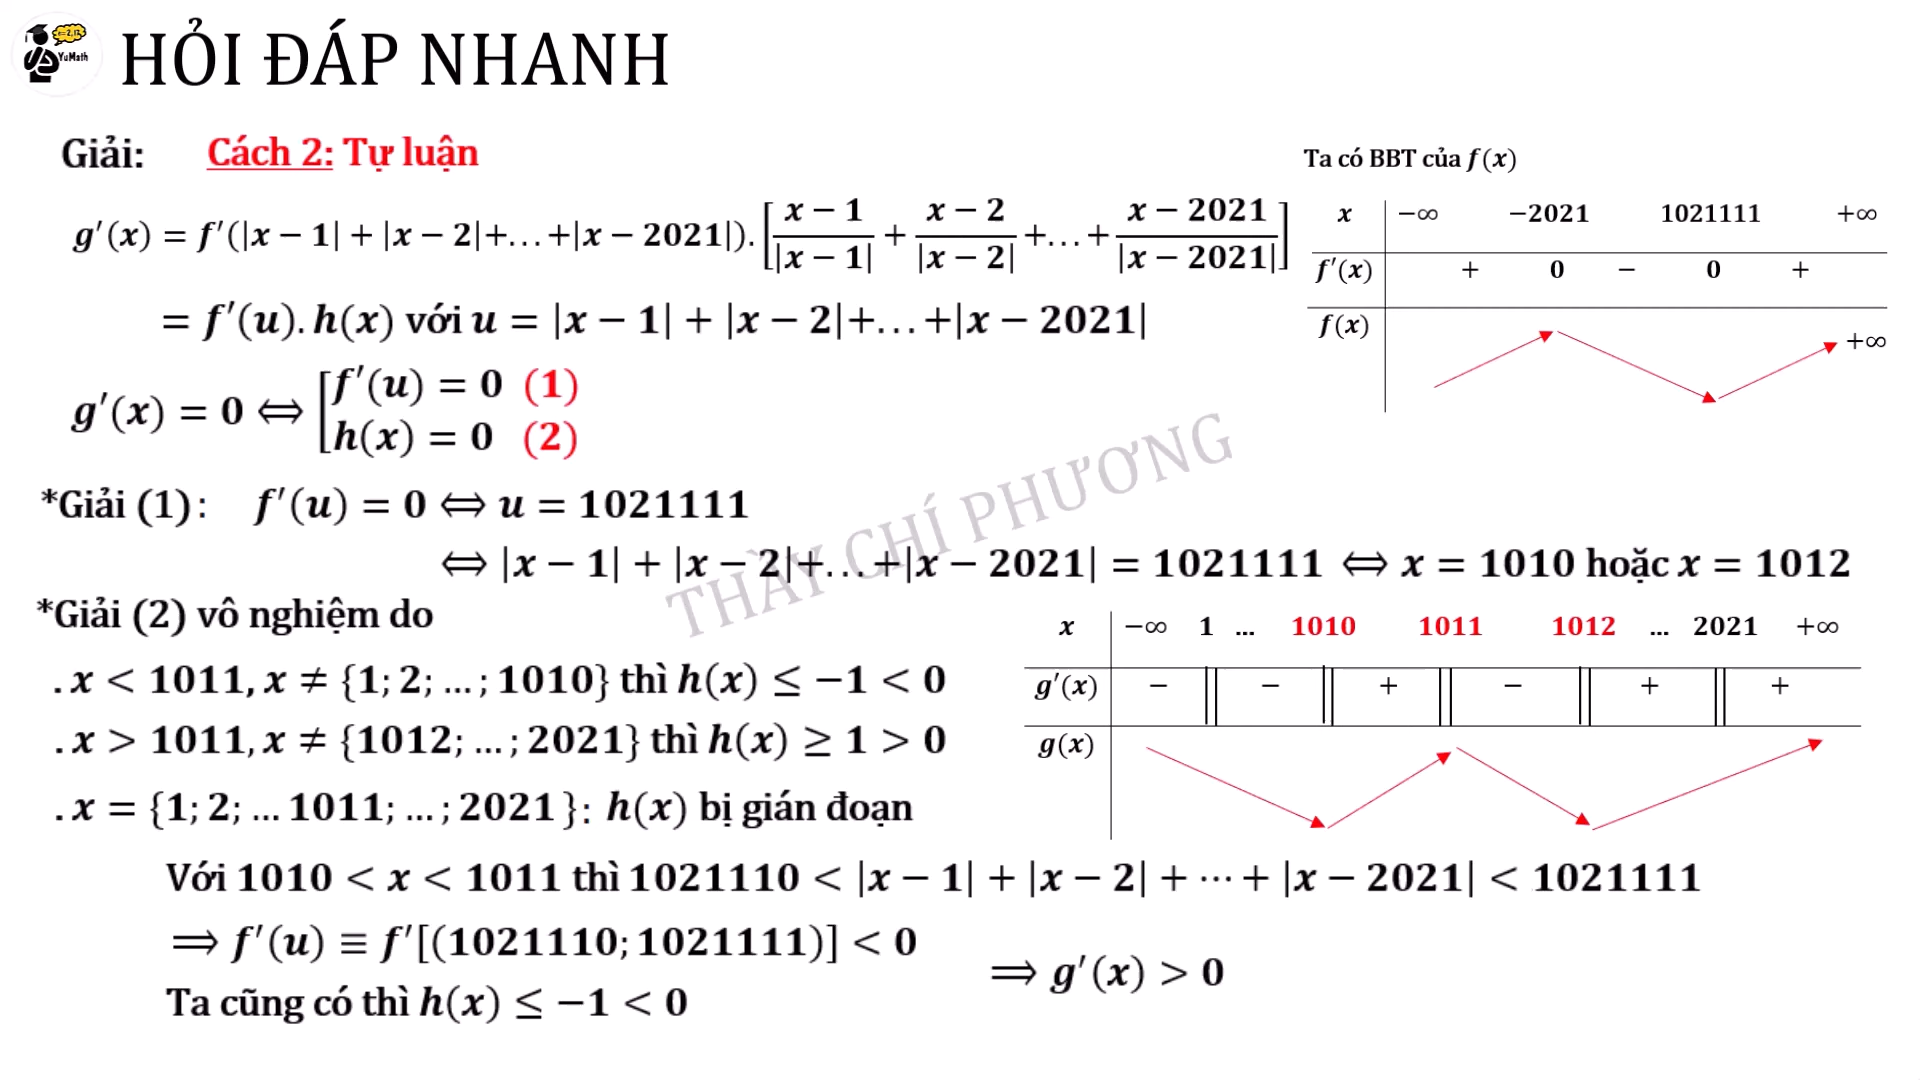 YuMath
HỎI ĐÁP NHANH
Giải: Cách 2: Tự luận
g′(x) = f′(|x − 1| + |x − 2|+…+|x − 2021|). [(x − 1)/|x − 1| + (x − 2)/|x − 2| +…+ (x − 2021)/|x − 2021|]
= f′(u). h(x) với u = |x − 1| + |x − 2|+…+|x − 2021|
g′(x) = 0 ⟺ [ f′(u) = 0 (1)
h(x) = 0 (2)
Ta có BBT của f(x)
x −∞ −2021 1021111 +∞
f′(x) + 0 − 0 +
f(x) +∞
*Giải (1): f′(u) = 0 ⟺ u = 1021111
⟺ |x − 1| + |x − 2|+…+|x − 2021| = 1021111 ⟺ x = 1010 hoặc x = 1012
THẦY CHÍ PHƯƠNG
*Giải (2) vô nghiệm do
. x < 1011, x ≠ {1; 2; …; 1010} thì h(x) ≤ −1 < 0
. x > 1011, x ≠ {1012; …; 2021} thì h(x) ≥ 1 > 0
. x = {1; 2; … 1011; …; 2021}: h(x) bị gián đoạn
x −∞ 1 … 1010 1011 1012 … 2021 +∞
g′(x) − || − || + || − || + || +
g(x)
Với 1010 < x < 1011 thì 1021110 < |x − 1| + |x − 2| + ⋯ + |x − 2021| < 1021111
⟹ f′(u) ≡ f′[(1021110; 1021111)] < 0
Ta cũng có thì h(x) ≤ −1 < 0
⟹ g′(x) > 0